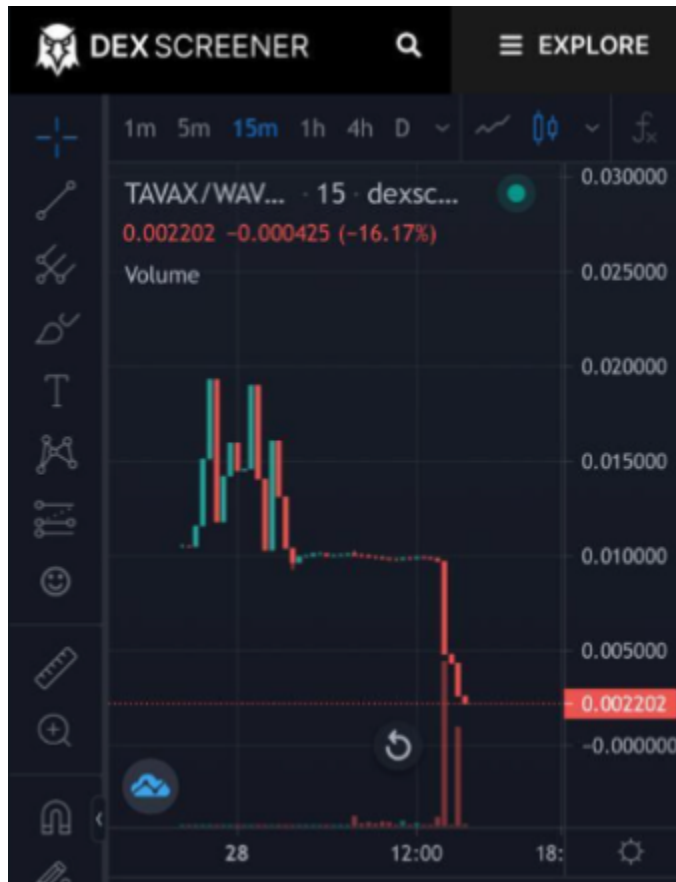 DEX SCREENER EXPLORE
1m 5m 15m 1h 4h D
TAVAX/WAV... · 15 · dexsc...
0.002202 −0.000425 (−16.17%)
Volume
0.030000
0.025000
0.020000
0.015000
0.010000
0.005000
0.002202
−0.000000
28 12:00 18: